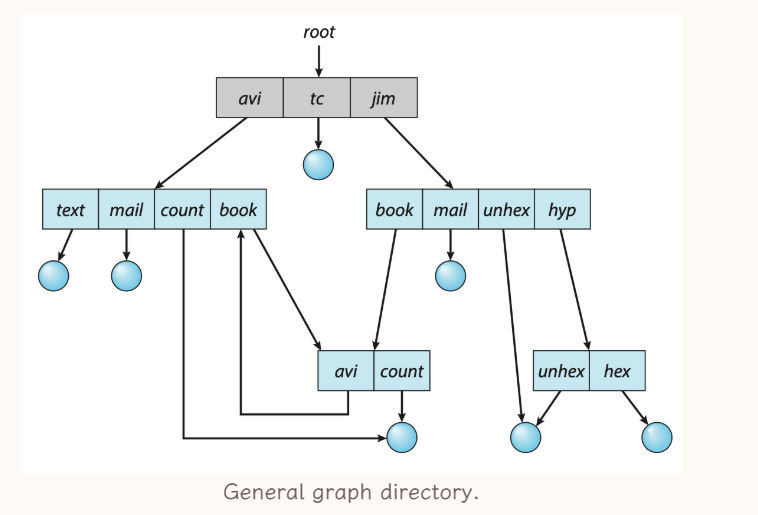 root
avi tc jim
text mail count book
book mail unhex hyp
avi count
unhex hex
General graph directory.